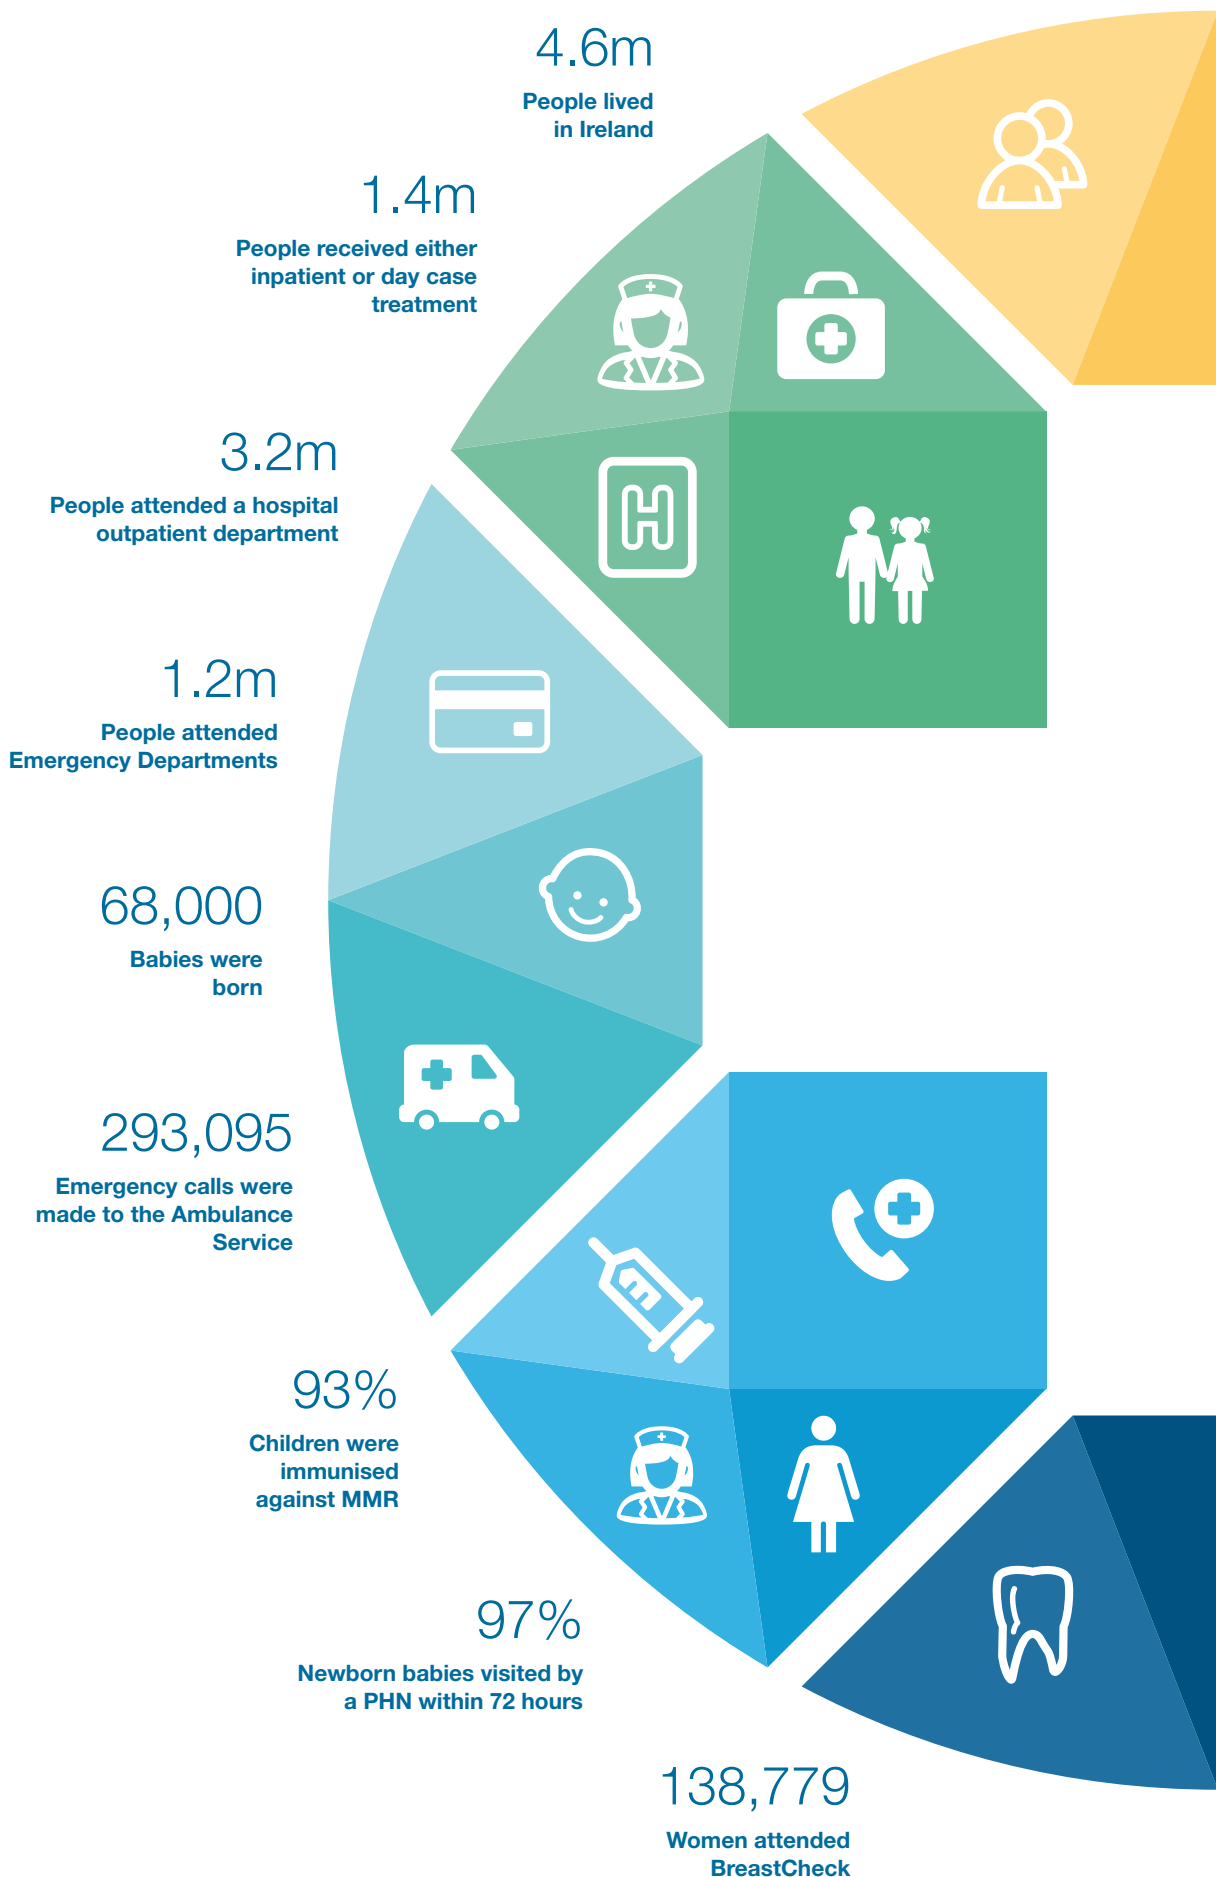 4.6m
People lived
in Ireland
1.4m
People received either
inpatient or day case
treatment
3.2m
People attended a hospital
outpatient department
1.2m
People attended
Emergency Departments
68,000
Babies were
born
293,095
Emergency calls were
made to the Ambulance
Service
93%
Children were
immunised
against MMR
97%
Newborn babies visited by
a PHN within 72 hours
138,779
Women attended
BreastCheck
H